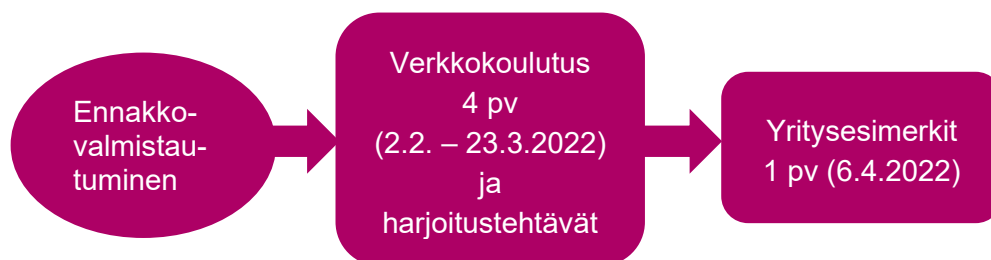 Ennakko-
valmistau-
tuminen
Verkkokoulutus
4 pv
(2.2. – 23.3.2022)
ja
harjoitustehtävät
Yritysesimerkit
1 pv (6.4.2022)